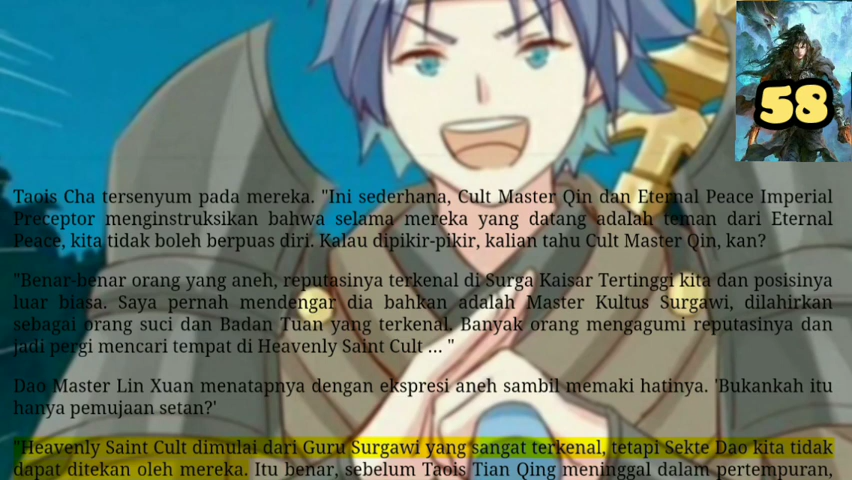 58
Taois Cha tersenyum pada mereka. "Ini sederhana, Cult Master Qin dan Eternal Peace Imperial
Preceptor menginstruksikan bahwa selama mereka yang datang adalah teman dari Eternal
Peace, kita tidak boleh berpuas diri. Kalau dipikir-pikir, kalian tahu Cult Master Qin, kan?
"Benar-benar orang yang aneh, reputasinya terkenal di Surga Kaisar Tertinggi kita dan posisinya
luar biasa. Saya pernah mendengar dia bahkan adalah Master Kultus Surgawi, dilahirkan
sebagai orang suci dan Badan Tuan yang terkenal. Banyak orang mengagumi reputasinya dan
jadi pergi mencari tempat di Heavenly Saint Cult ... "
Dao Master Lin Xuan menatapnya dengan ekspresi aneh sambil memaki hatinya. 'Bukankah itu
hanya pemujaan setan?'
"Heavenly Saint Cult dimulai dari Guru Surgawi yang sangat terkenal, tetapi Sekte Dao kita tidak
dapat ditekan oleh mereka. Itu benar, sebelum Taois Tian Qing meninggal dalam pertempuran,